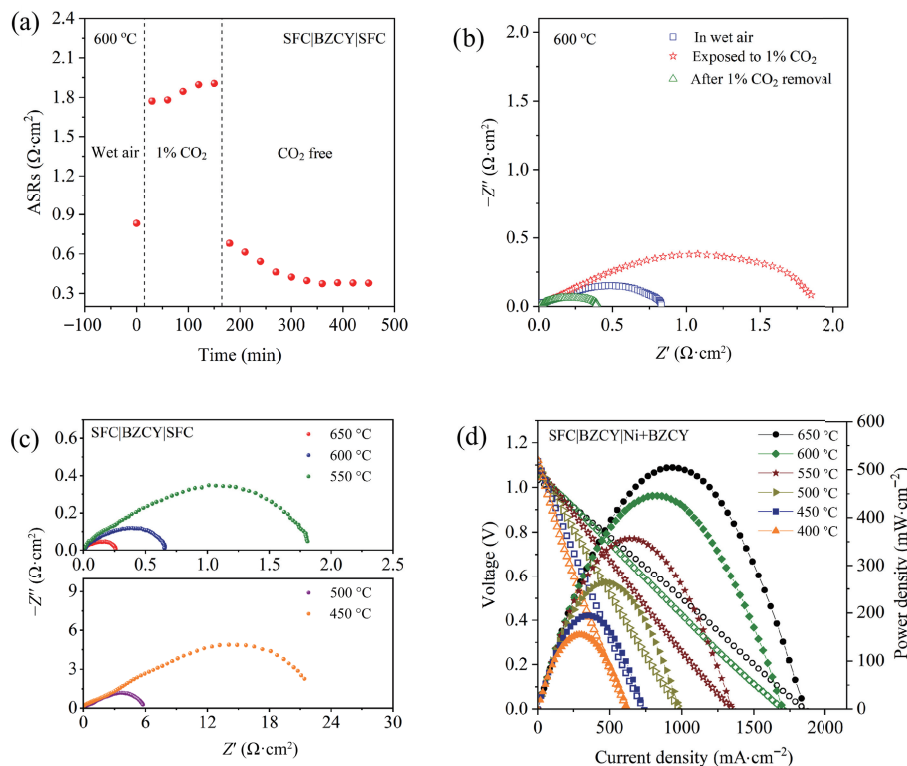 (a)
600 °C
SFC|BZCY|SFC
Wet air
1% CO₂
CO₂ free
2.4
2.1
1.8
1.5
1.2
0.9
0.6
0.3
ASRs (Ω·cm²)
−100
0
100
200
300
400
500
Time (min)
(b)
600 °C
In wet air
Exposed to 1% CO₂
After 1% CO₂ removal
2.0
1.5
1.0
0.5
0.0
−Z″ (Ω·cm²)
0.0
0.5
1.0
1.5
2.0
Z′ (Ω·cm²)
(c)
SFC|BZCY|SFC
650 °C
600 °C
550 °C
0.6
0.4
0.2
0.0
0.0
0.5
1.0
1.5
2.0
2.5
500 °C
450 °C
9
6
3
0
−Z″ (Ω·cm²)
0
6
12
18
24
30
Z′ (Ω·cm²)
(d)
SFC|BZCY|Ni+BZCY
650 °C
600 °C
550 °C
500 °C
450 °C
400 °C
1.2
1.0
0.8
0.6
0.4
0.2
0.0
Voltage (V)
600
500
400
300
200
100
0
Power density (mW·cm⁻²)
0
500
1000
1500
2000
Current density (mA·cm⁻²)